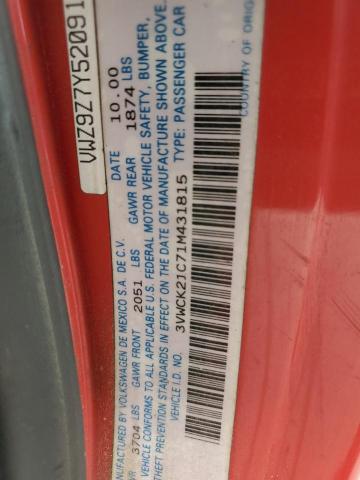 VWZ9Z7Y52091
MANUFACTURED BY VOLKSWAGEN DE MEXICO S.A. DE C.V. DATE 10.00
GVWR 3704 LBS GAWR FRONT 2051 LBS GAWR REAR 1874 LBS
VEHICLE CONFORMS TO ALL APPLICABLE U.S. FEDERAL MOTOR VEHICLE SAFETY, BUMPER,
THEFT PREVENTION STANDARDS IN EFFECT ON THE DATE OF MANUFACTURE SHOWN ABOVE.
VEHICLE I.D. NO. 3VWCK21C71M431815 TYPE: PASSENGER CAR
COUNTRY OF ORIG